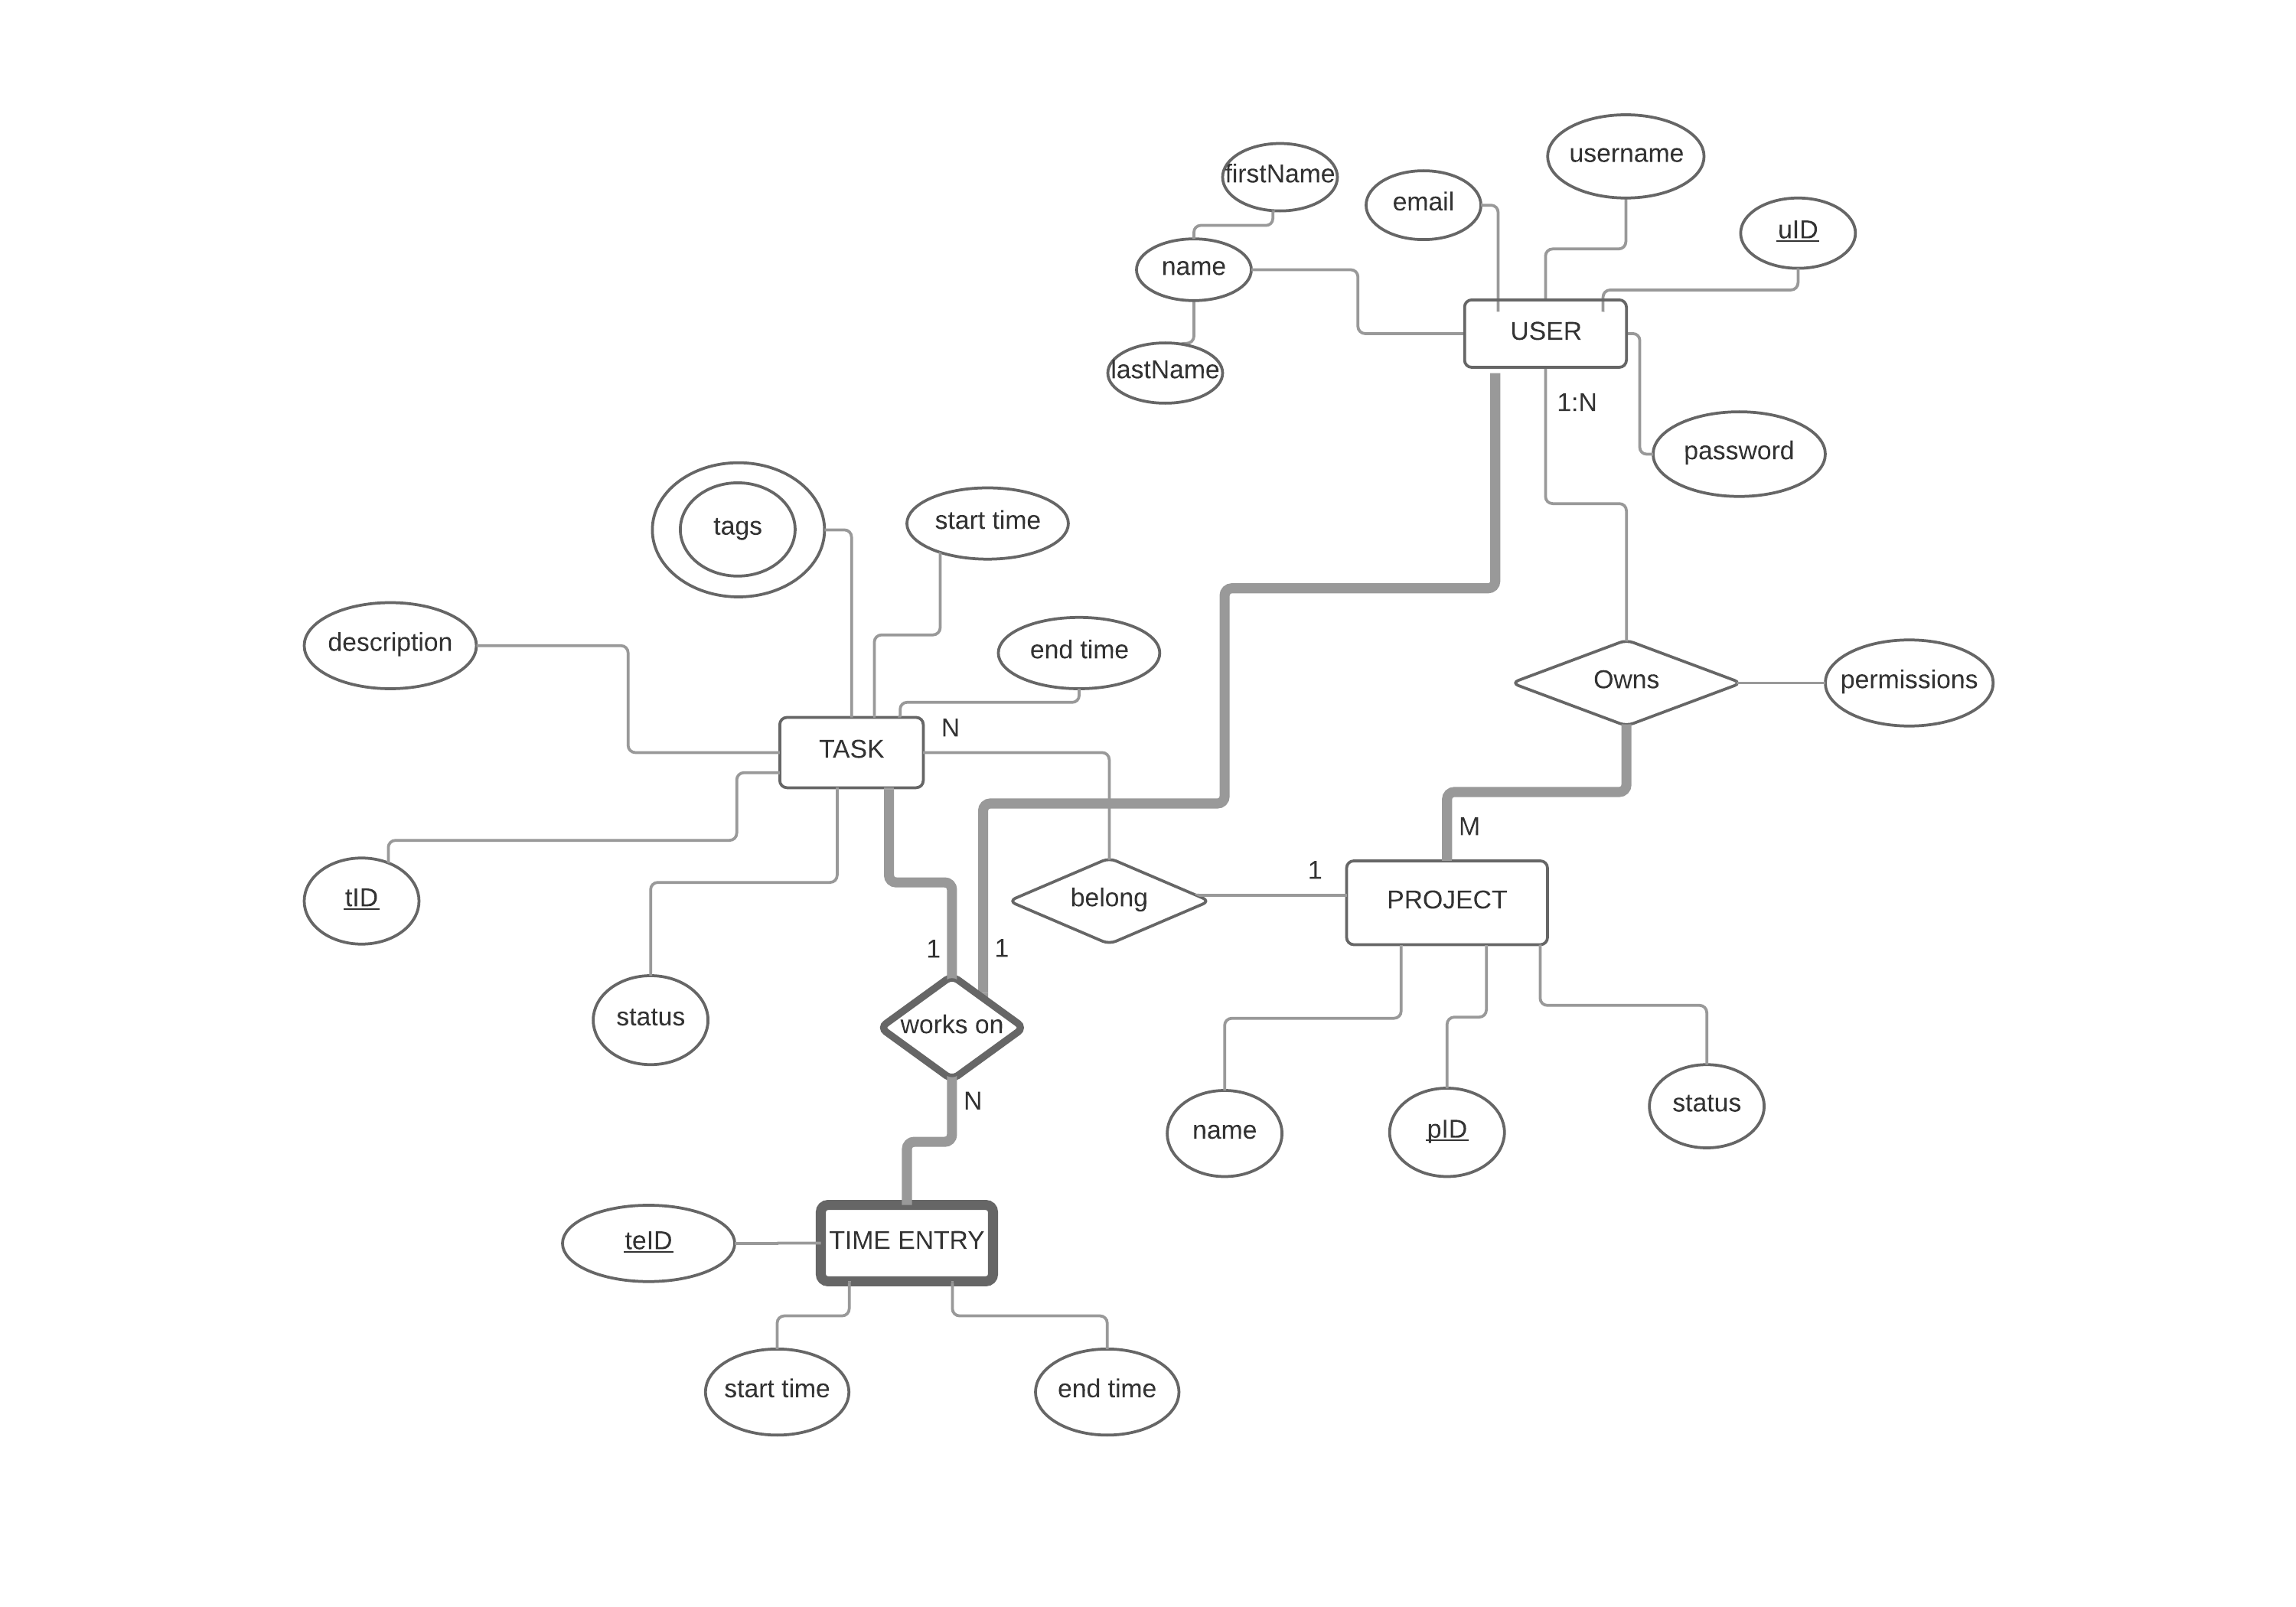 username
firstName
email
uID
name
USER
lastName
1:N
password
tags
start time
description
end time
Owns
permissions
N
TASK
M
1
belong
PROJECT
tID
1
1
status
works on
N
name
pID
status
teID
TIME ENTRY
start time
end time